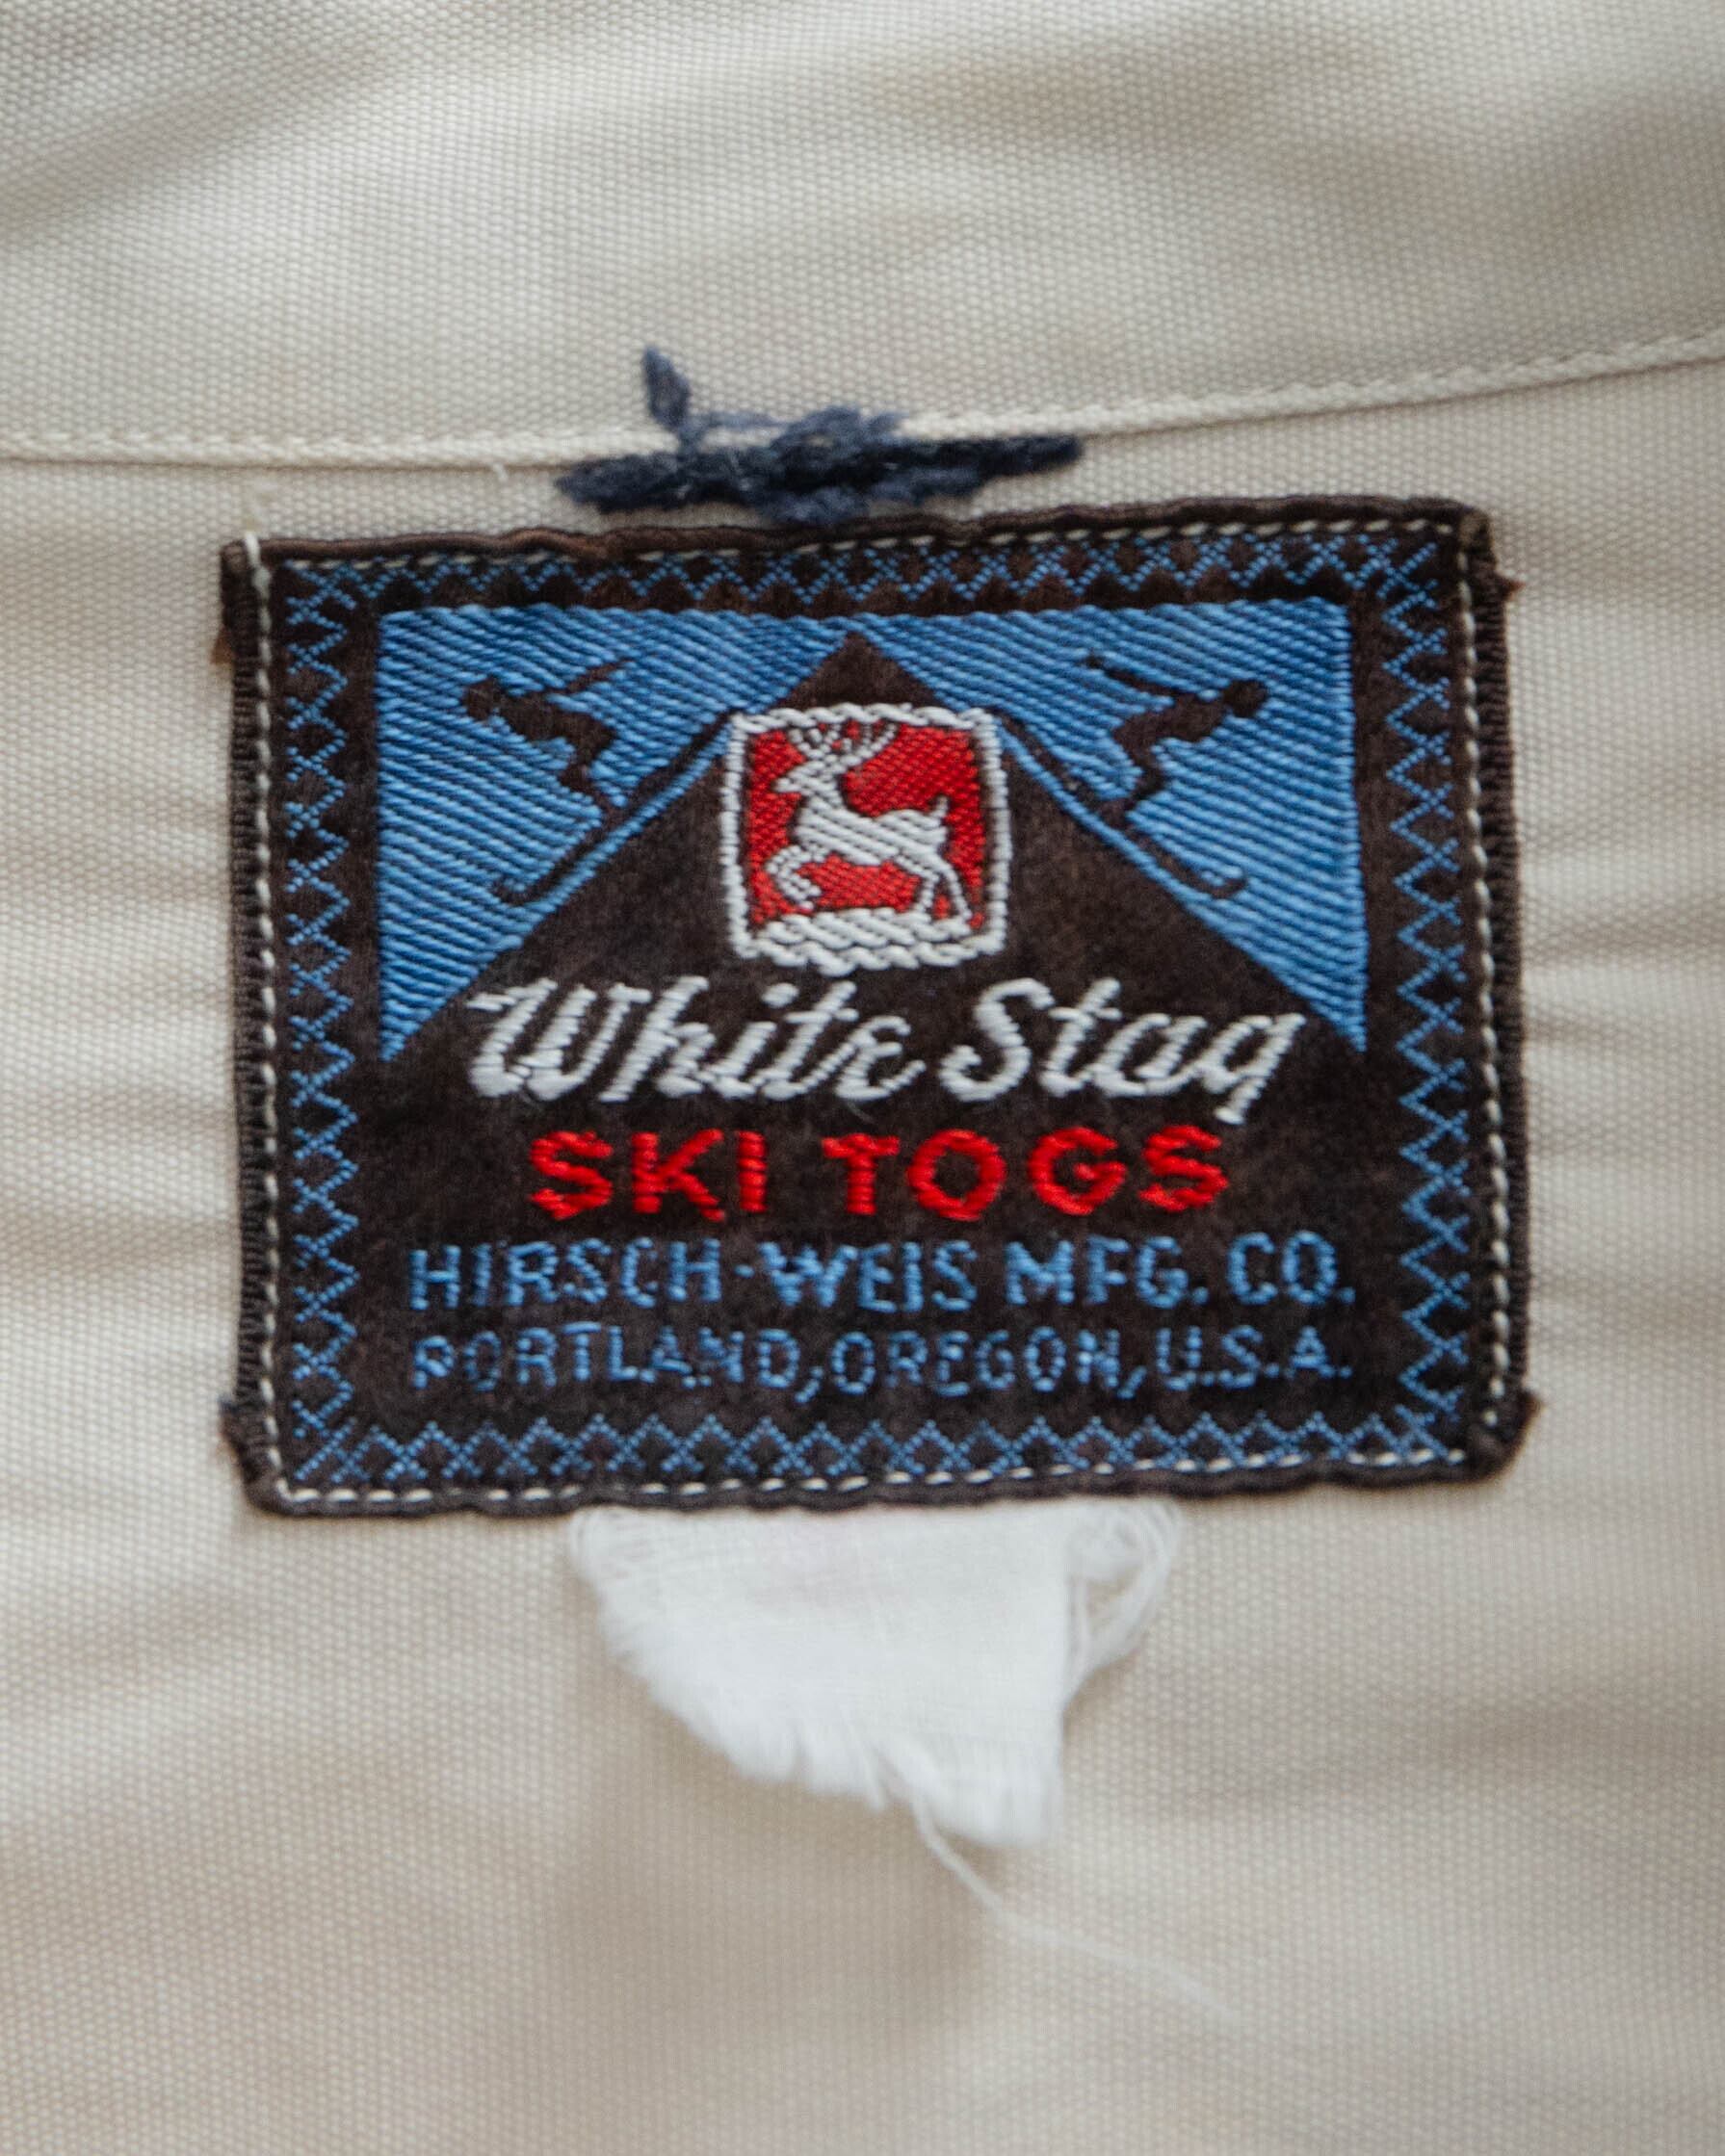 White Stag
SKI TOGS
HIRSCH-WEIS MFG. CO.
PORTLAND, OREGON, U.S.A.